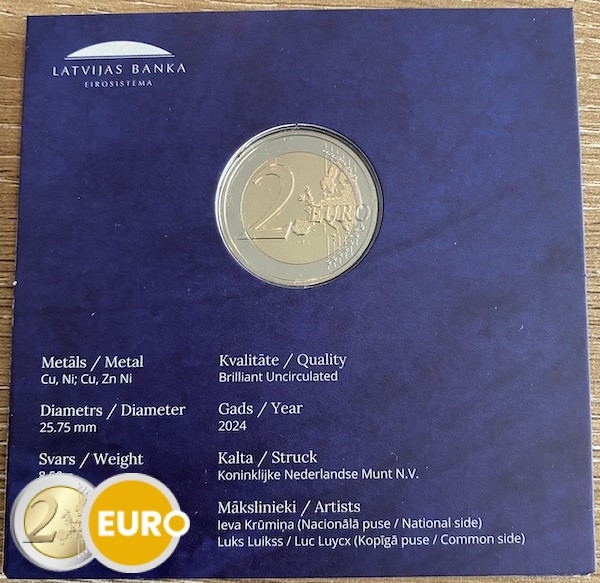 LATVIJAS BANKA
EIROSISTĒMA
2 EURO
Metāls / Metal
Cu, Ni; Cu, Zn Ni
Diametrs / Diameter
25.75 mm
Svars / Weight
Kvalitāte / Quality
Brilliant Uncirculated
Gads / Year
2024
Kalta / Struck
Koninklijke Nederlandse Munt N.V.
Mākslinieki / Artists
Ieva Krūmiņa (Nacionālā puse / National side)
Luks Luikss / Luc Luycx (Kopīgā puse / Common side)
2 EURO